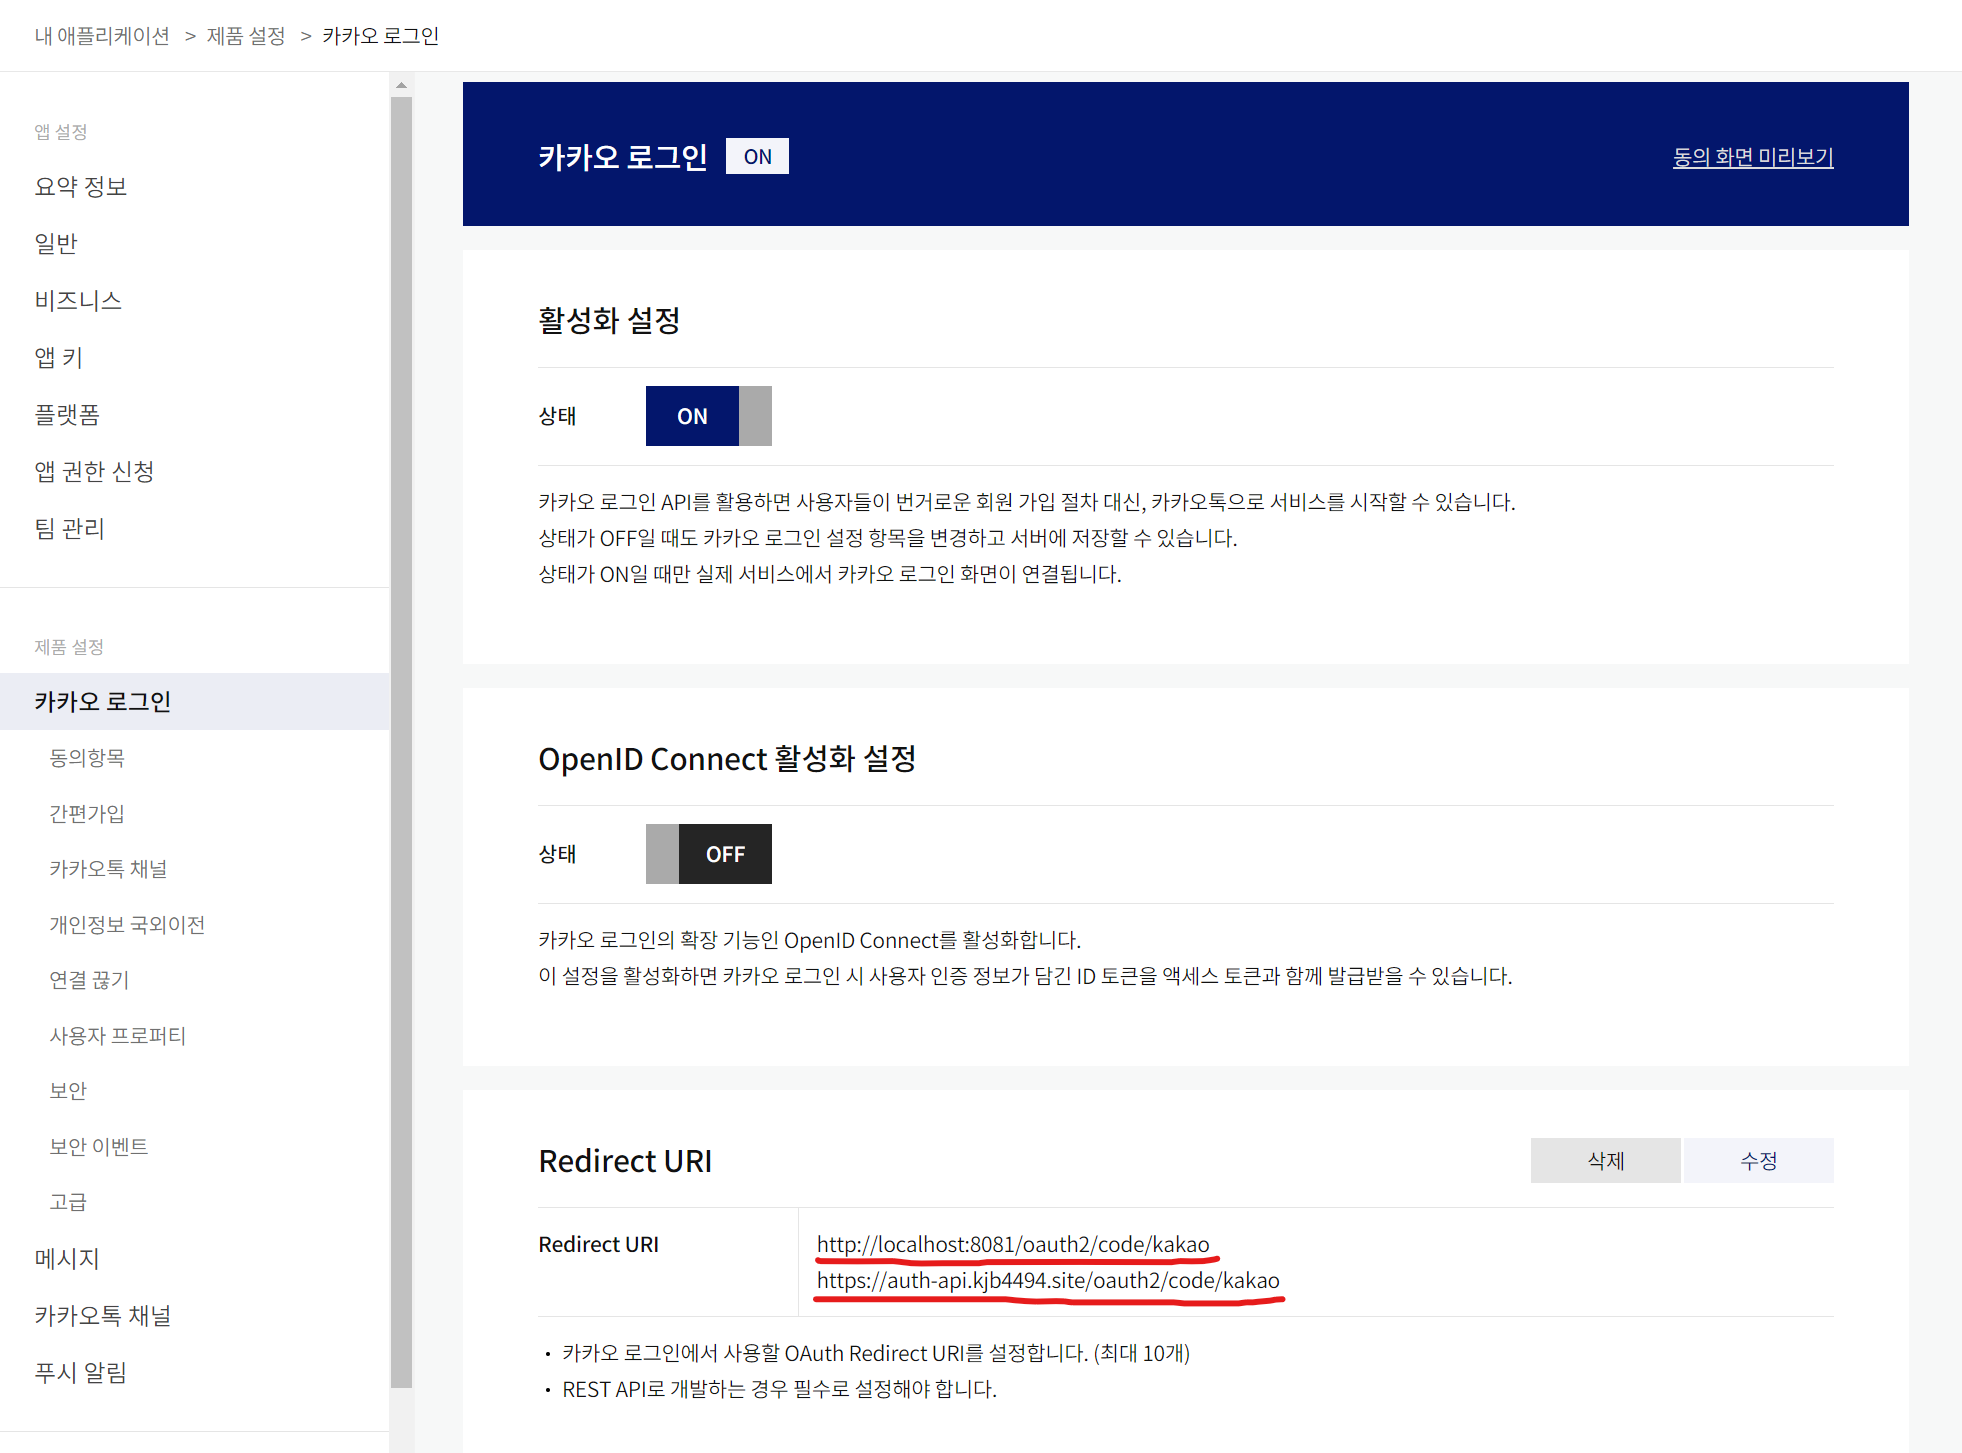 내 애플리케이션 > 제품 설정 > 카카오 로그인
앱 설정
요약 정보
일반
비즈니스
앱 키
플랫폼
앱 권한 신청
팀 관리
제품 설정
카카오 로그인
동의항목
간편가입
카카오톡 채널
개인정보 국외이전
연결 끊기
사용자 프로퍼티
보안
보안 이벤트
고급
메시지
카카오톡 채널
푸시 알림
카카오 로그인 ON
동의 화면 미리보기
활성화 설정
상태 ON
카카오 로그인 API를 활용하면 사용자들이 번거로운 회원 가입 절차 대신, 카카오톡으로 서비스를 시작할 수 있습니다.
상태가 OFF일 때도 카카오 로그인 설정 항목을 변경하고 서버에 저장할 수 있습니다.
상태가 ON일 때만 실제 서비스에서 카카오 로그인 화면이 연결됩니다.
OpenID Connect 활성화 설정
상태 OFF
카카오 로그인의 확장 기능인 OpenID Connect를 활성화합니다.
이 설정을 활성화하면 카카오 로그인 시 사용자 인증 정보가 담긴 ID 토큰을 액세스 토큰과 함께 발급받을 수 있습니다.
Redirect URI
삭제 수정
Redirect URI
http://localhost:8081/oauth2/code/kakao
https://auth-api.kjb4494.site/oauth2/code/kakao
• 카카오 로그인에서 사용할 OAuth Redirect URI를 설정합니다. (최대 10개)
• REST API로 개발하는 경우 필수로 설정해야 합니다.